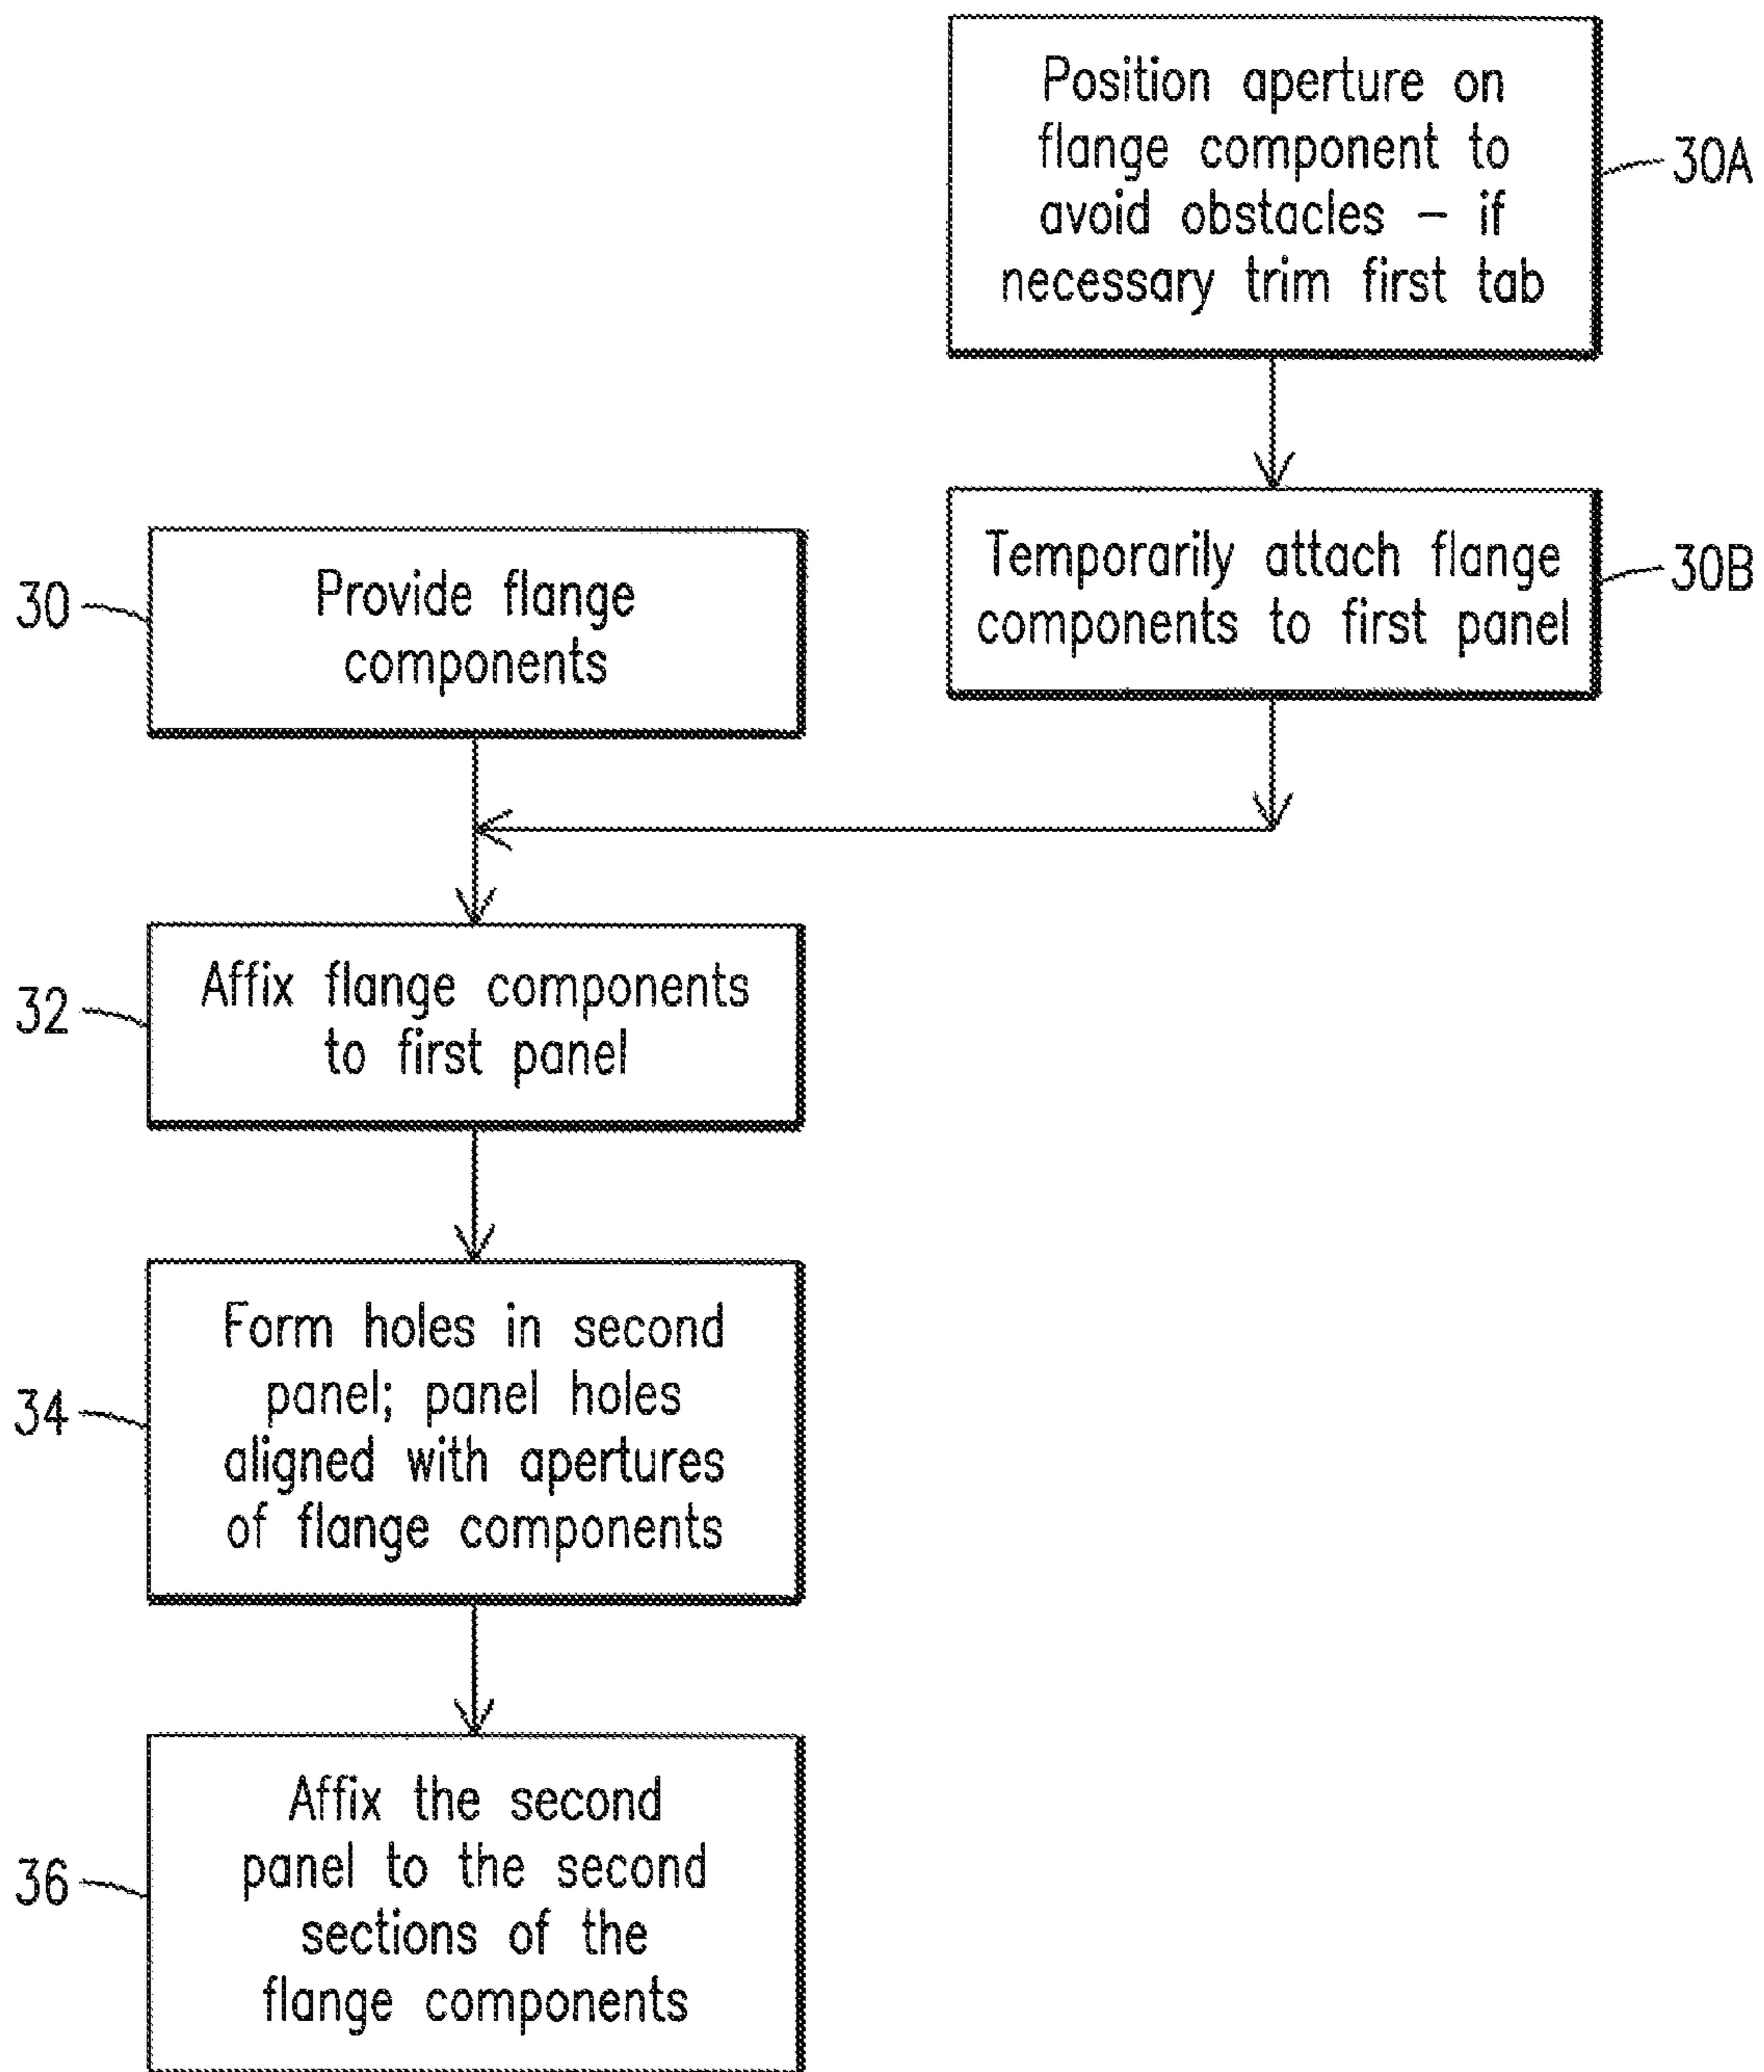 Position aperture on
flange component to
avoid obstacles – if
necessary trim first tab
30A
Temporarily attach flange
components to first panel
30B
30
Provide flange
components
32
Affix flange components
to first panel
34
Form holes in second
panel; panel holes
aligned with apertures
of flange components
36
Affix the second
panel to the second
sections of the
flange components